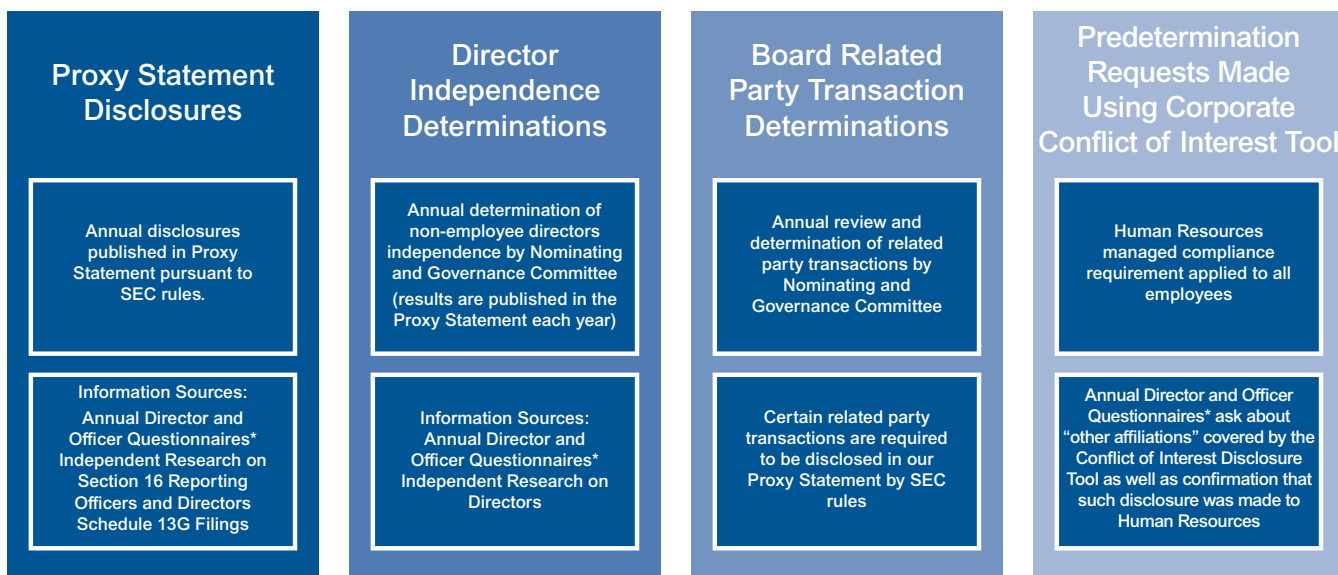 Proxy Statement
Disclosures
Annual disclosures
published in Proxy
Statement pursuant to
SEC rules.
Information Sources:
Annual Director and
Officer Questionnaires*
Independent Research on
Section 16 Reporting
Officers and Directors
Schedule 13G Filings
Director
Independence
Determinations
Annual determination of
non-employee directors
independence by Nominating
and Governance Committee
(results are published in the
Proxy Statement each year)
Information Sources:
Annual Director and
Officer Questionnaires*
Independent Research on
Directors
Board Related
Party Transaction
Determinations
Annual review and
determination of related
party transactions by
Nominating and
Governance Committee
Certain related party
transactions are required
to be disclosed in our
Proxy Statement by SEC
rules
Predetermination
Requests Made
Using Corporate
Conflict of Interest Tool
Human Resources
managed compliance
requirement applied to all
employees
Annual Director and Officer
Questionnaires* ask about
“other affiliations” covered by the
Conflict of Interest Disclosure
Tool as well as confirmation that
such disclosure was made to
Human Resources